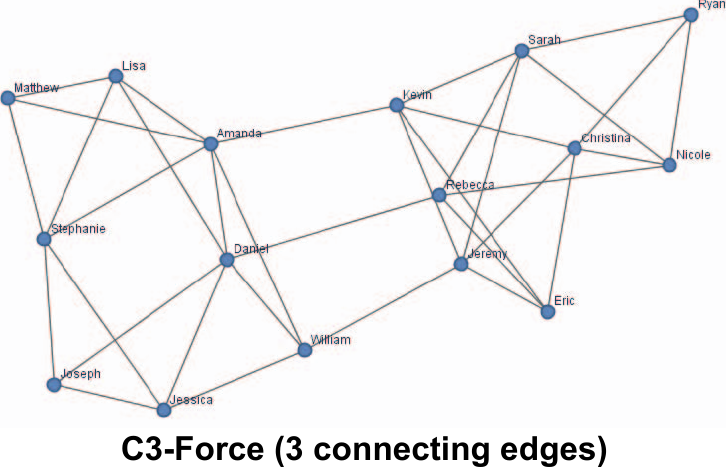 Ryan
Sarah
Lisa
Matthew
Kevin
Amanda
Christina
Nicole
Rebecca
Stephanie
Daniel
Jeremy
Eric
William
Joseph
Jessica
C3-Force (3 connecting edges)